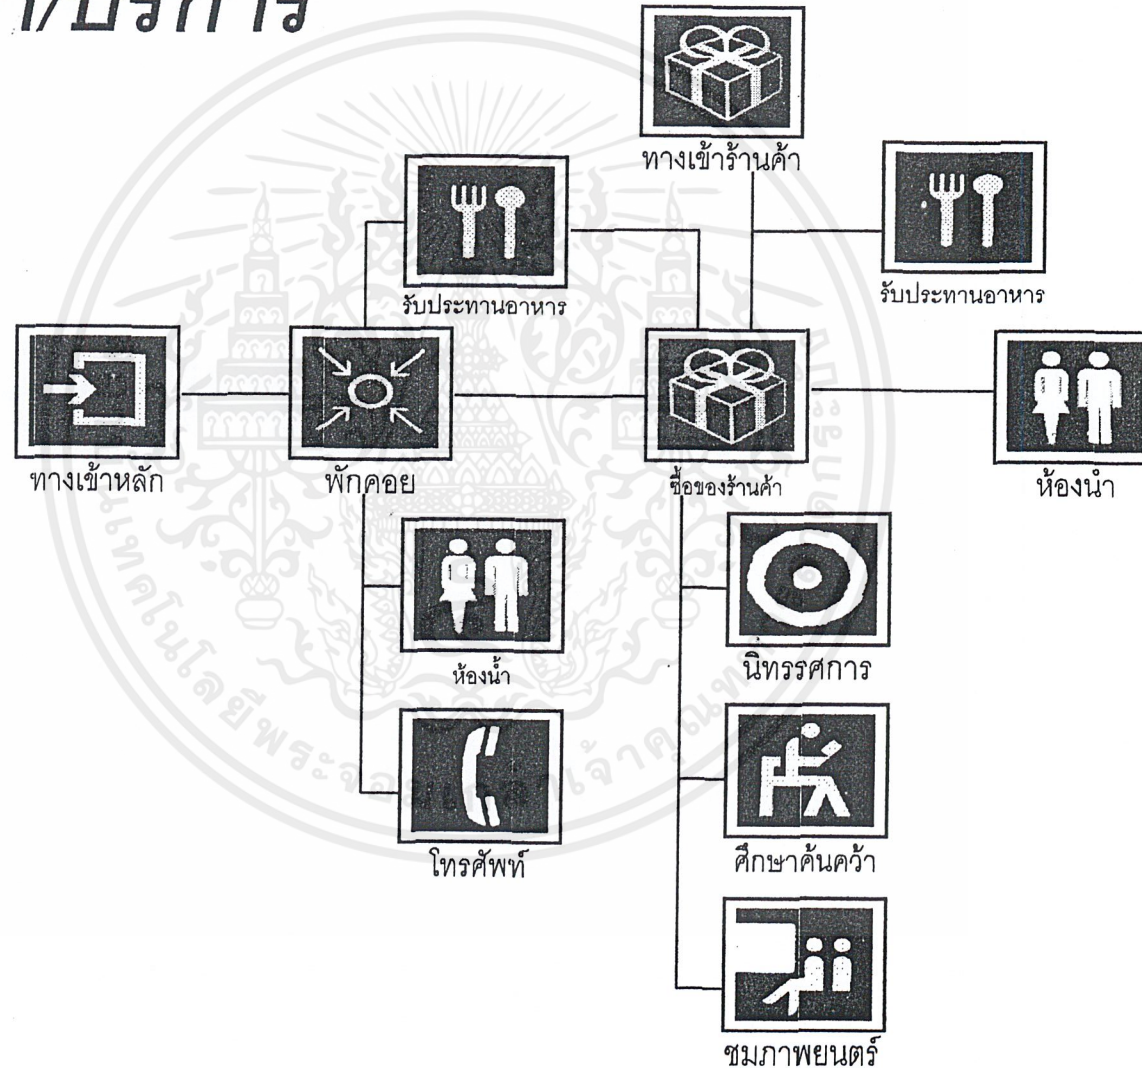 /บริการ
ทางเข้าร้านค้า
รับประทานอาหาร
รับประทานอาหาร
ทางเข้าหลัก
พักคอย
ซื้อของร้านค้า
ห้องน้ำ
ห้องน้ำ
นิทรรศการ
โทรศัพท์
ศึกษาค้นคว้า
ชมภาพยนตร์